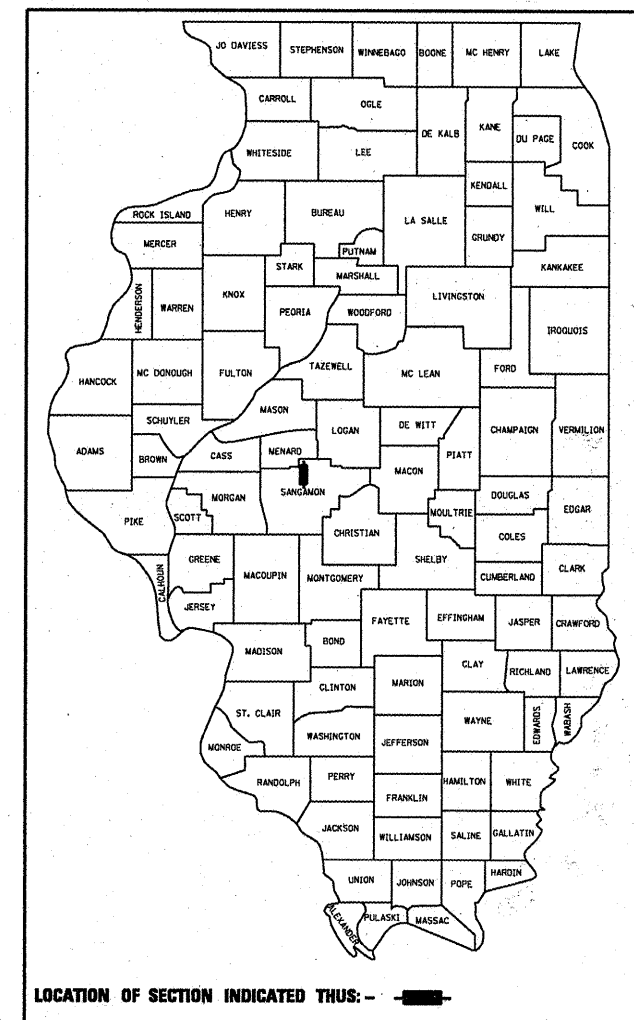 JO DAVIESS STEPHENSON WINNEBAGO BOONE MC HENRY LAKE
CARROLL OGLE DE KALB KANE DU PAGE COOK
WHITESIDE LEE
KENDALL WILL
ROCK ISLAND HENRY BUREAU LA SALLE GRUNDY
MERCER PUTNAM KANKAKEE
STARK MARSHALL
HENDERSON WARREN KNOX PEORIA WOODFORD LIVINGSTON IROQUOIS
HANCOCK MC DONOUGH FULTON TAZEWELL MC LEAN FORD
MASON
SCHUYLER LOGAN DE WITT CHAMPAIGN VERMILION
ADAMS BROWN CASS MENARD MACON PIATT
SANGAMON DOUGLAS EDGAR
PIKE SCOTT MORGAN CHRISTIAN MOULTRIE COLES
GREENE SHELBY
CALHOUN MACOUPIN MONTGOMERY CUMBERLAND CLARK
JERSEY
FAYETTE EFFINGHAM JASPER CRAWFORD
MADISON BOND CLAY RICHLAND LAWRENCE
CLINTON MARION
ST. CLAIR WAYNE EDWARDS WABASH
MONROE WASHINGTON JEFFERSON
RANDOLPH PERRY HAMILTON WHITE
FRANKLIN
JACKSON WILLIAMSON SALINE GALLATIN
UNION JOHNSON POPE HARDIN
ALEXANDER PULASKI MASSAC
LOCATION OF SECTION INDICATED THUS: -